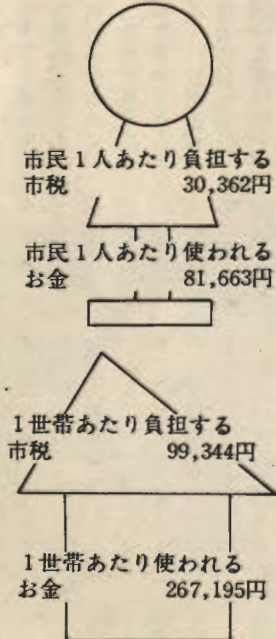 市民1人あたり負担する
市税 30,362円
市民1人あたり使われる
お金 81,663円
1世帯あたり負担する
市税 99,344円
1世帯あたり使われる
お金 267,195円